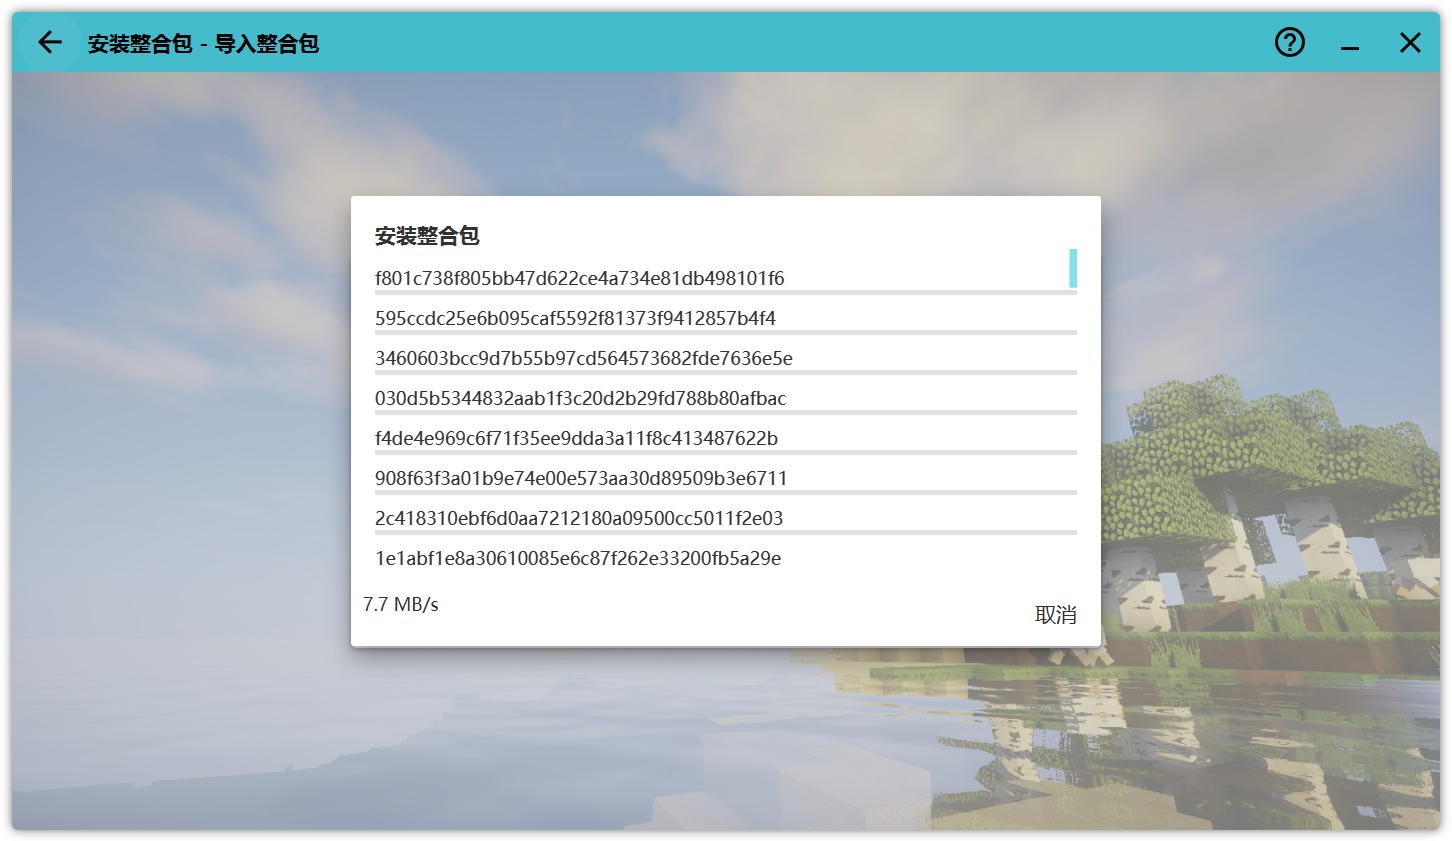 安装整合包 - 导入整合包
安装整合包
f801c738f805bb47d622ce4a734e81db498101f6
595ccdc25e6b095caf5592f81373f9412857b4f4
3460603bcc9d7b55b97cd564573682fde7636e5e
030d5b5344832aab1f3c20d2b29fd788b80afbac
f4de4e969c6f71f35ee9dda3a11f8c413487622b
908f63f3a01b9e74e00e573aa30d89509b3e6711
2c418310ebf6d0aa7212180a09500cc5011f2e03
1e1abf1e8a30610085e6c87f262e33200fb5a29e
7.7 MB/s
取消